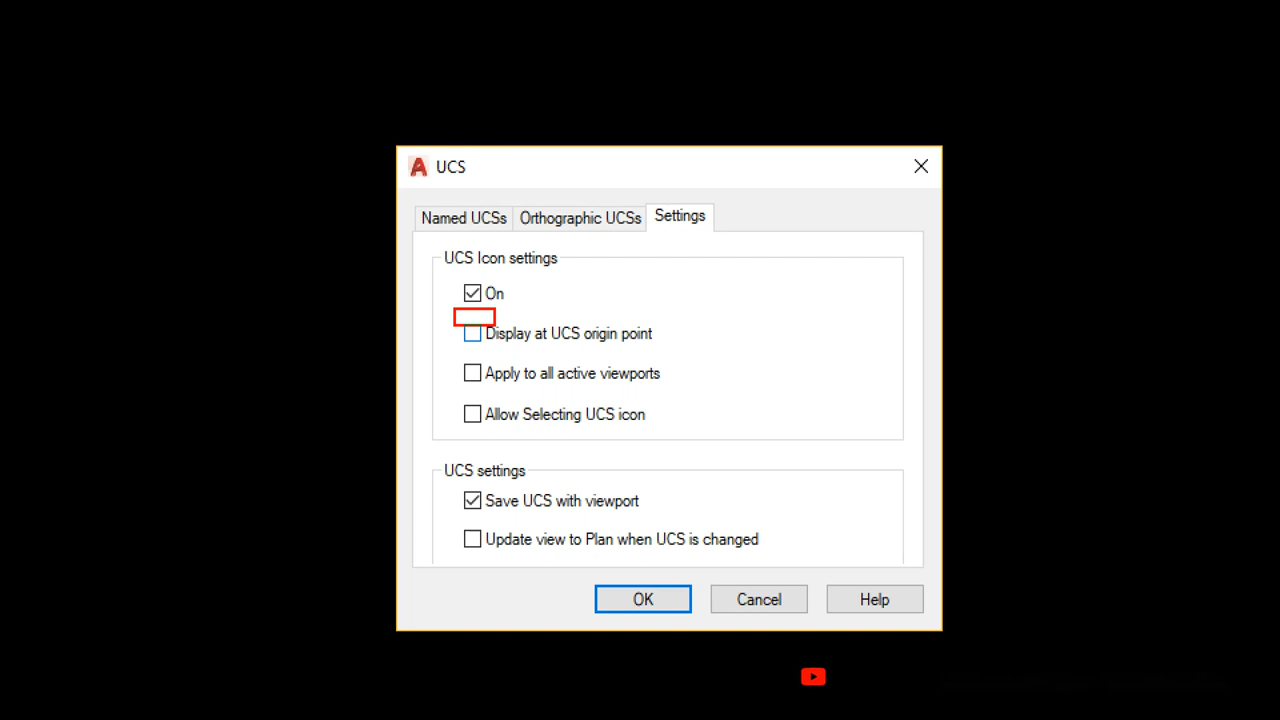 UCS
Named UCSs Orthographic UCSs Settings
UCS Icon settings
On
Display at UCS origin point
Apply to all active viewports
Allow Selecting UCS icon
UCS settings
Save UCS with viewport
Update view to Plan when UCS is changed
OK Cancel Help